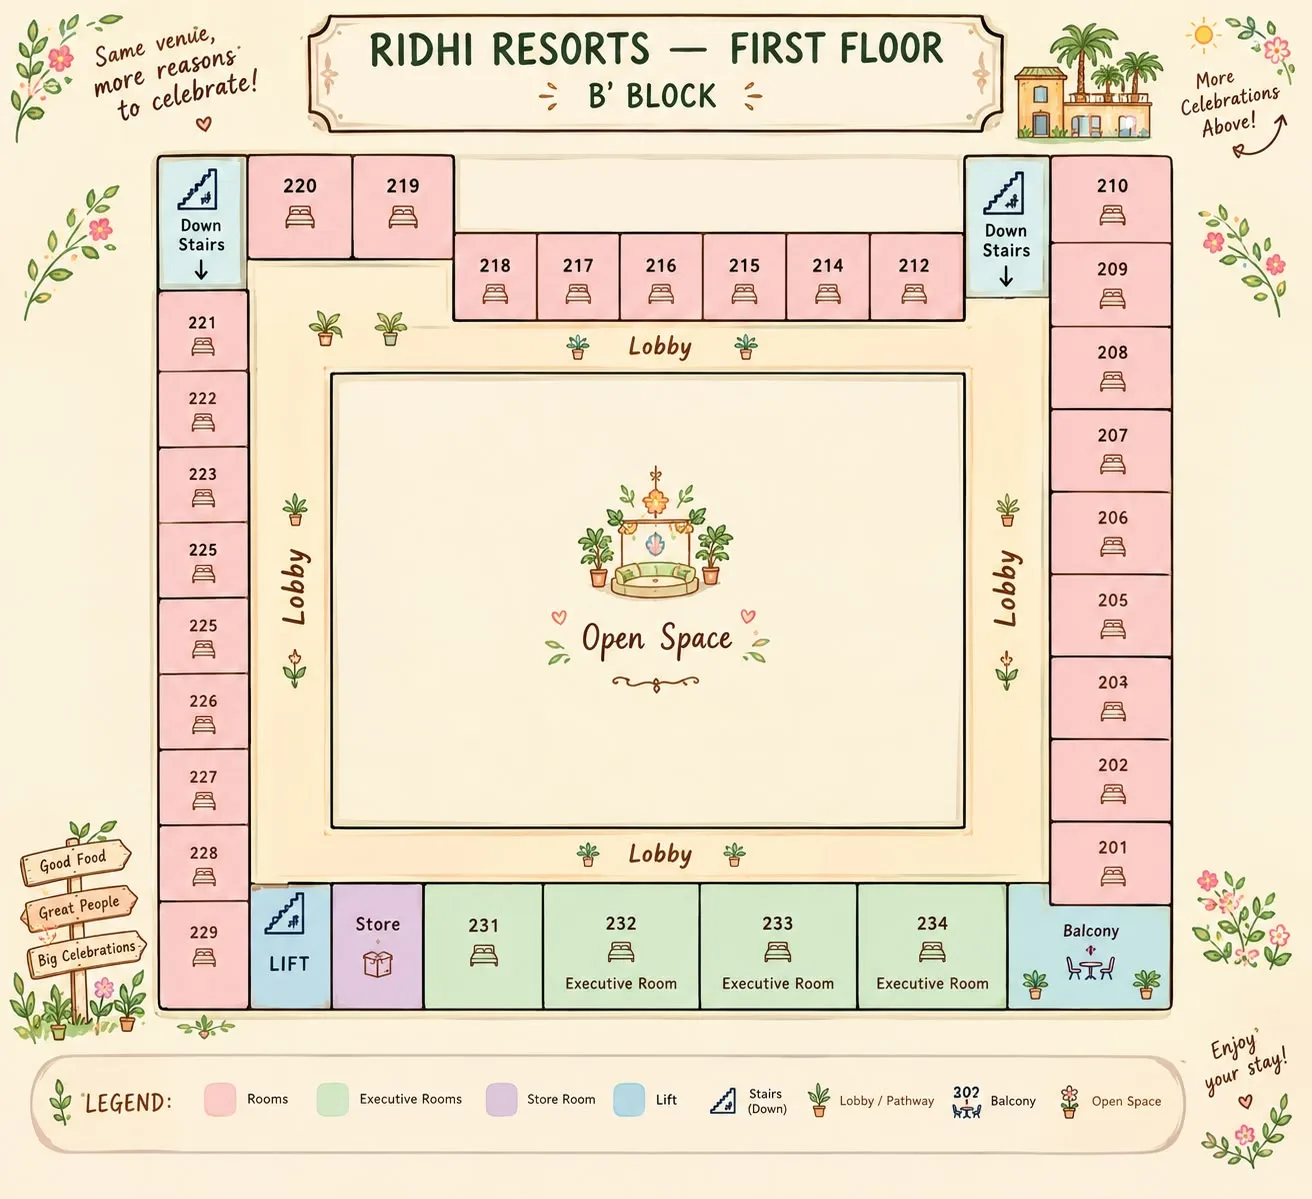 Same venue,
more reasons
to celebrate!
RIDHI RESORTS — FIRST FLOOR
B' BLOCK
More
Celebrations
Above!
Down
Stairs
220
219
218
217
216
215
214
212
Down
Stairs
210
209
208
207
206
205
203
202
201
221
222
223
225
225
226
227
228
229
Lobby
Lobby
Lobby
Lobby
Open Space
LIFT
Store
231
232
Executive Room
233
Executive Room
234
Executive Room
Balcony
Good Food
Great People
Big Celebrations
LEGEND:
Rooms
Executive Rooms
Store Room
Lift
Stairs
(Down)
Lobby / Pathway
302
Balcony
Open Space
Enjoy
your stay!